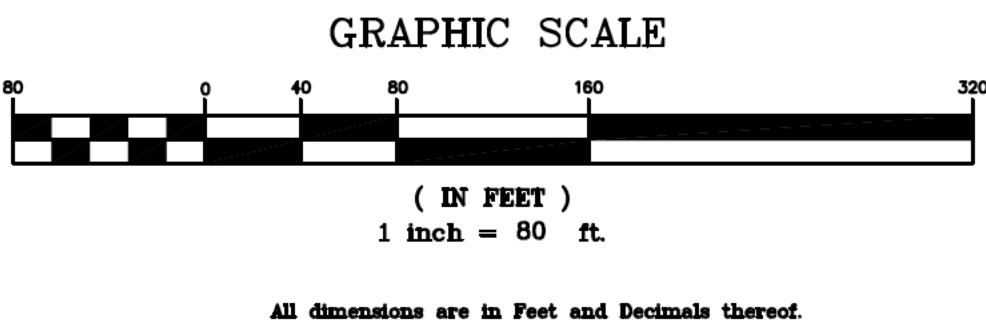 GRAPHIC SCALE
80 0 40 80 160 320
( IN FEET )
1 inch = 80 ft.
All dimensions are in Feet and Decimals thereof.